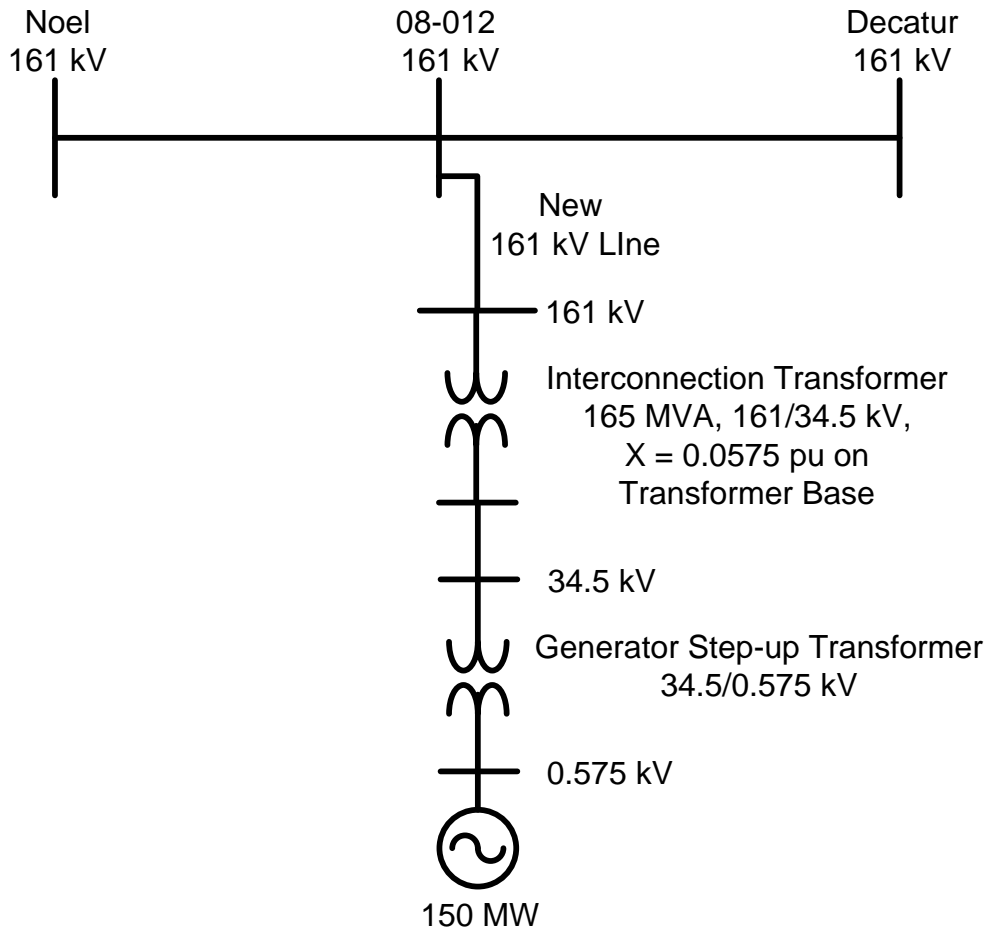 Noel
161 kV
08-012
161 kV
Decatur
161 kV
New
161 kV LIne
161 kV
Interconnection Transformer
165 MVA, 161/34.5 kV,
X = 0.0575 pu on
Transformer Base
34.5 kV
Generator Step-up Transformer
34.5/0.575 kV
0.575 kV
150 MW